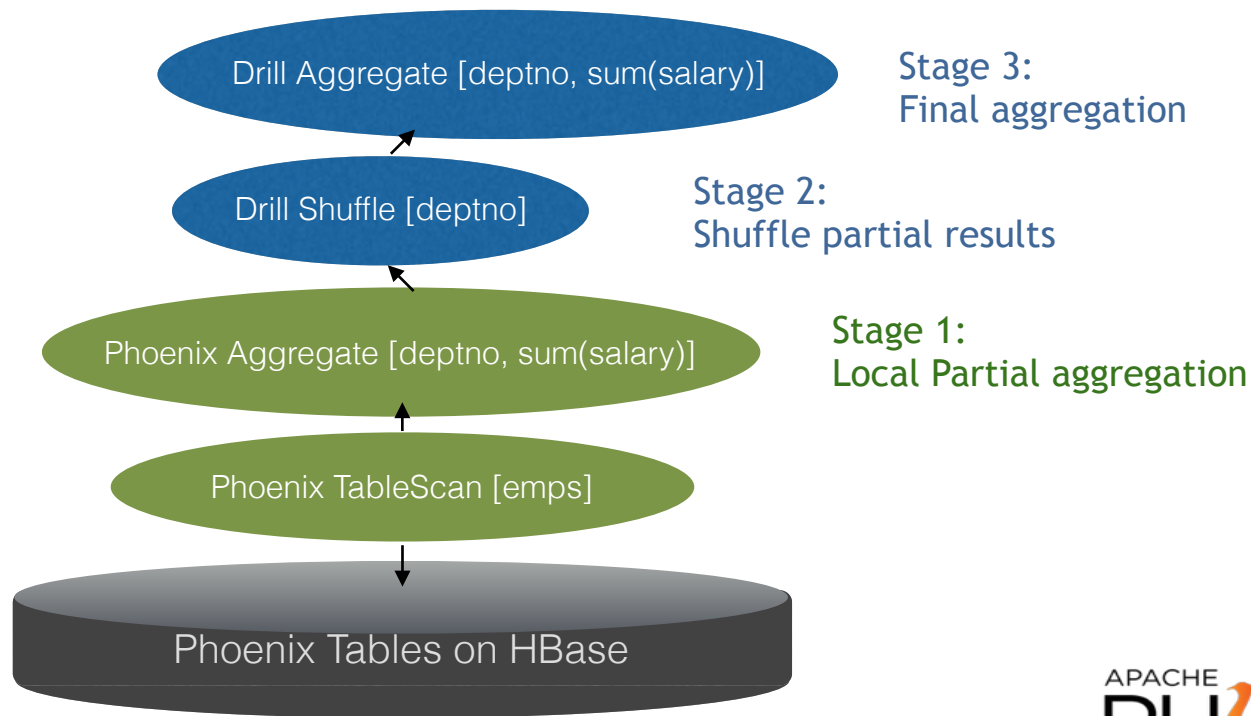 Drill Aggregate [deptno, sum(salary)]
Stage 3:
Final aggregation
Drill Shuffle [deptno]
Stage 2:
Shuffle partial results
Phoenix Aggregate [deptno, sum(salary)]
Stage 1:
Local Partial aggregation
Phoenix TableScan [emps]
Phoenix Tables on HBase
APACHE